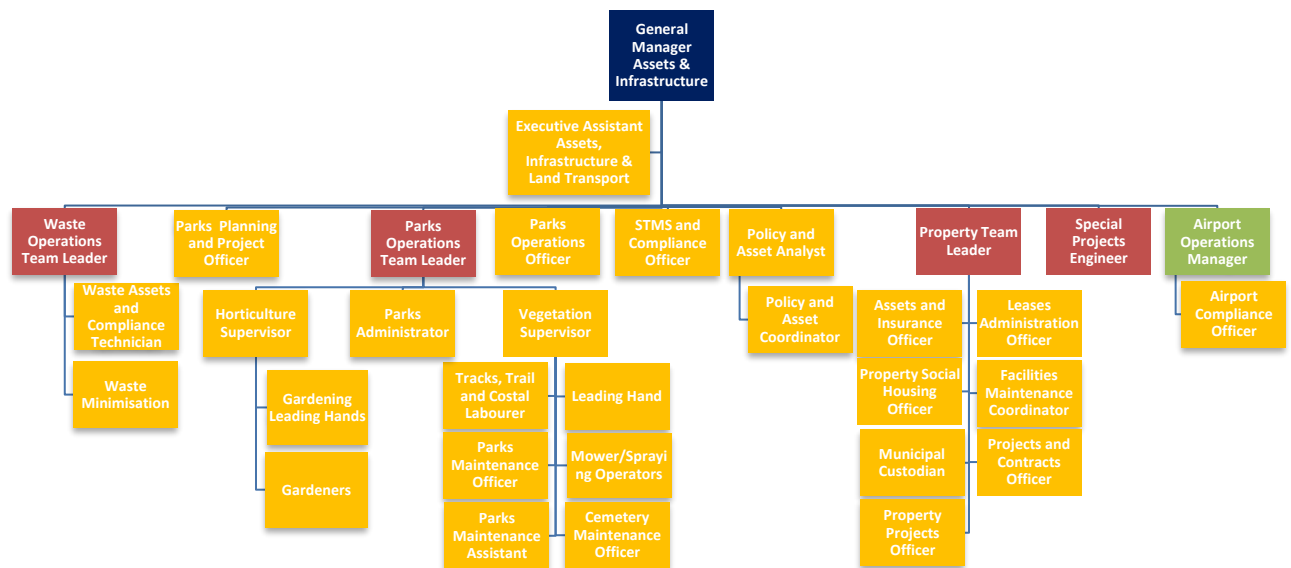 General
Manager
Assets &
Infrastructure
Executive Assistant
Assets,
Infrastructure &
Land Transport
Waste
Operations
Team Leader
Parks  Planning
and Project
Officer
Parks
Operations
Team Leader
Parks
Operations
Officer
STMS and
Compliance
Officer
Policy and
Asset Analyst
Property Team
Leader
Special
Projects
Engineer
Airport
Operations
Manager
Waste Assets
and
Compliance
Technician
Waste
Minimisation
Horticulture
Supervisor
Parks
Administrator
Vegetation
Supervisor
Gardening
Leading Hands
Gardeners
Tracks, Trail
and Costal
Labourer
Leading Hand
Parks
Maintenance
Officer
Mower/Sprayi
ng Operators
Parks
Maintenance
Assistant
Cemetery
Maintenance
Officer
Policy and
Asset
Coordinator
Assets and
Insurance
Officer
Leases
Administration
Officer
Property Social
Housing
Officer
Facilities
Maintenance
Coordinator
Municipal
Custodian
Projects and
Contracts
Officer
Property
Projects
Officer
Airport
Compliance
Officer